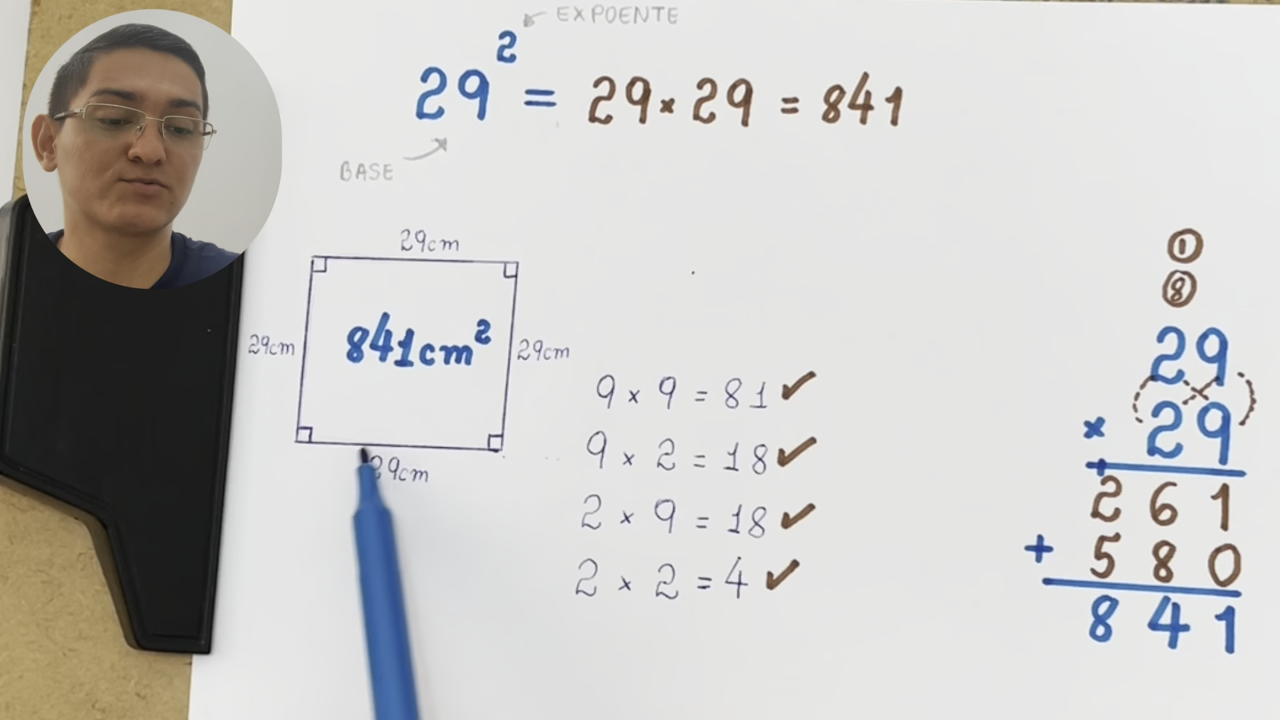 EXPOENTE
29² = 29 × 29 = 841
BASE
29cm
29cm
841cm²
29cm
29cm
9 × 9 = 81 ✓
9 × 2 = 18 ✓
2 × 9 = 18 ✓
2 × 2 = 4 ✓
①
⑧
29
× 29
+
261
+ 580
841